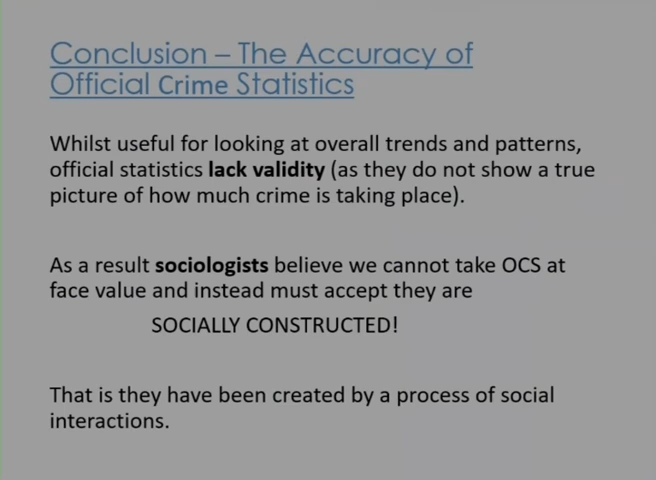 Conclusion – The Accuracy of
Official Crime Statistics
Whilst useful for looking at overall trends and patterns,
official statistics lack validity (as they do not show a true
picture of how much crime is taking place).
As a result sociologists believe we cannot take OCS at
face value and instead must accept they are
SOCIALLY CONSTRUCTED!
That is they have been created by a process of social
interactions.